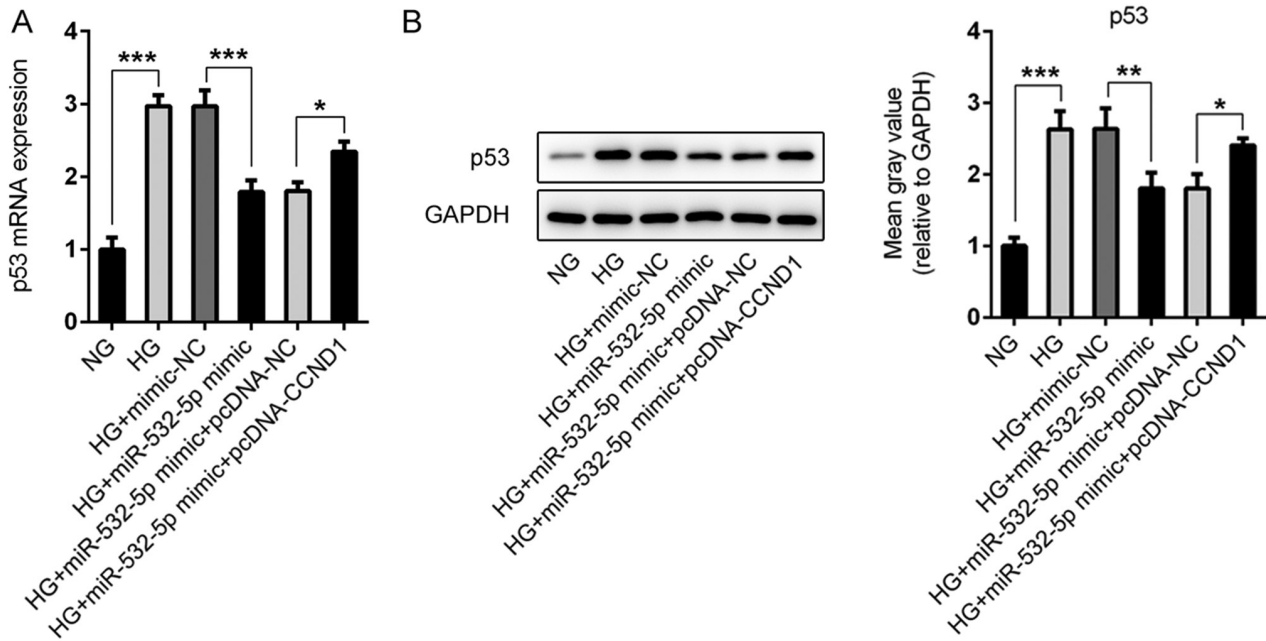 A
p53 mRNA expression
4
3
2
1
0
***
***
*
NG
HG
HG+mimic-NC
HG+miR-532-5p mimic
HG+miR-532-5p mimic+pcDNA-NC
HG+miR-532-5p mimic+pcDNA-CCND1
B
p53
GAPDH
NG
HG
HG+mimic-NC
HG+miR-532-5p mimic
HG+miR-532-5p mimic+pcDNA-NC
HG+miR-532-5p mimic+pcDNA-CCND1
p53
Mean gray value
(relative to GAPDH)
4
3
2
1
0
***
**
*
NG
HG
HG+mimic-NC
HG+miR-532-5p mimic
HG+miR-532-5p mimic+pcDNA-NC
HG+miR-532-5p mimic+pcDNA-CCND1